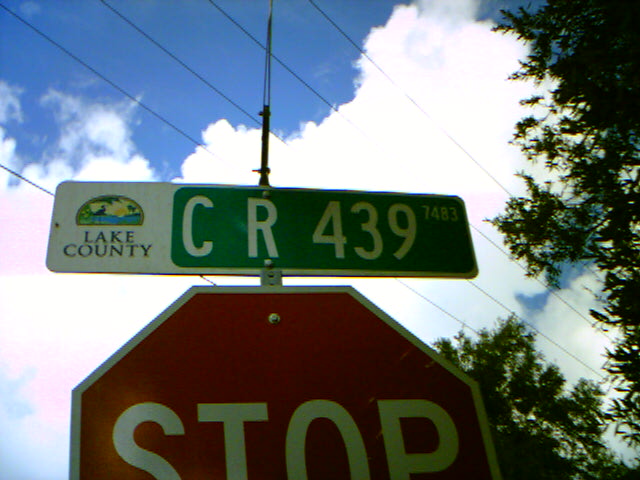 LAKE
COUNTY
C R 439 7483
STOP